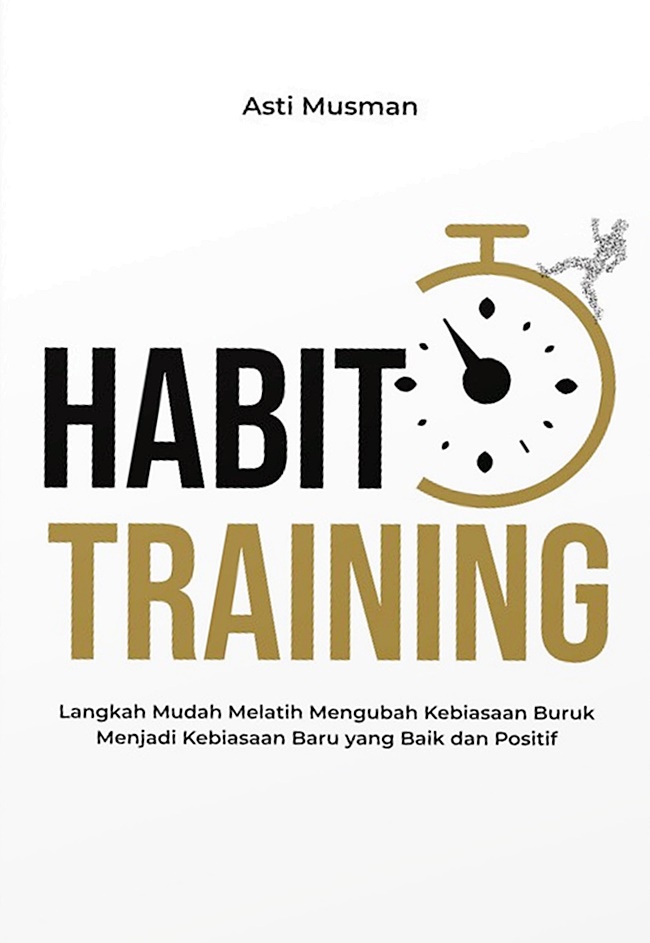 Asti Musman
HABIT
TRAINING
Langkah Mudah Melatih Mengubah Kebiasaan Buruk
Menjadi Kebiasaan Baru yang Baik dan Positif